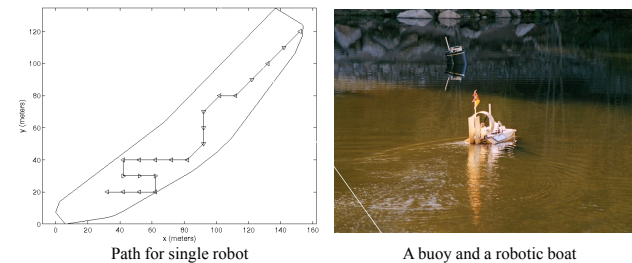 120
100
80
60
40
20
0
y (meters)
0 20 40 60 80 100 120 140 160
x (meters)
Path for single robot
A buoy and a robotic boat